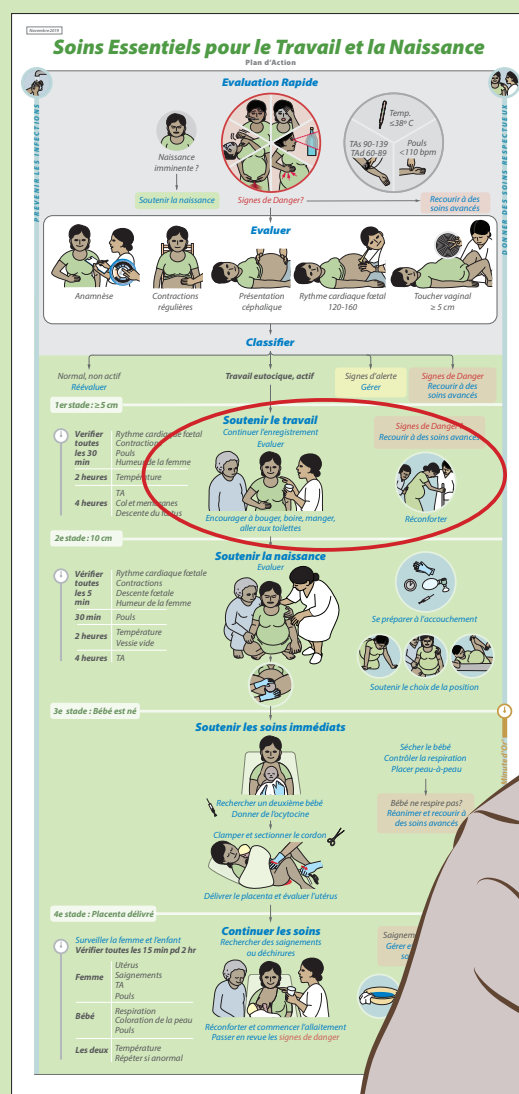 Novembre 2019
Soins Essentiels pour le Travail et la Naissance
Plan d'Action
PREVENIR LES INFECTIONS
DONNER DES SOINS RESPECTUEUX
Evaluation Rapide
Naissance
imminente ?
Soutenir la naissance
Signes de Danger?
Temp.
≤38º C
TAs 90-139
TAd 60-89
Pouls
<110 bpm
Recourir à des
soins avancés
Evaluer
Anamnèse
Contractions
régulières
Présentation
céphalique
Rythme cardiaque fœtal
120-160
Toucher vaginal
≥ 5 cm
Classifier
Normal, non actif
Réévaluer
Travail eutocique, actif
Signes d'alerte
Gérer
Signes de Danger
Recourir à des
soins avancés
1er stade : ≥ 5 cm
Verifier
toutes
les 30
min
Rythme cardiaque fœtal
Contractions
Pouls
Humeur de la femme
2 heures
Température
4 heures
TA
Col et membranes
Descente du fœtus
Soutenir le travail
Continuer l'enregistrement
Evaluer
Encourager à bouger, boire, manger,
aller aux toilettes
Signes de Danger ?
Recourir à des soins avancés
Réconforter
2e stade : 10 cm
Vérifier
toutes
les 5
min
Rythme cardiaque fœtale
Contractions
Descente fœtale
Humeur de la femme
30 min
Pouls
2 heures
Température
Vessie vide
4 heures
TA
Soutenir la naissance
Evaluer
Se préparer à l'accouchement
Soutenir le choix de la position
3e stade : Bébé est né
Soutenir les soins immédiats
Rechercher un deuxième bébé
Donner de l'ocytocine
Clamper et sectionner le cordon
Délivrer le placenta et évaluer l'utérus
Sécher le bébé
Contrôler la respiration
Placer peau-à-peau
Minute d'Or
Bébé ne respire pas?
Réanimer et recourir à
des soins avancés
4e stade : Placenta délivré
Surveiller la femme et l'enfant
Vérifier toutes les 15 min pd 2 hr
Femme
Utérus
Saignements
TA
Pouls
Bébé
Respiration
Coloration de la peau
Pouls
Les deux
Température
Répéter si anormal
Continuer les soins
Rechercher des saignements
ou déchirures
Réconforter et commencer l'allaitement
Passer en revue les signes de danger
Gérer